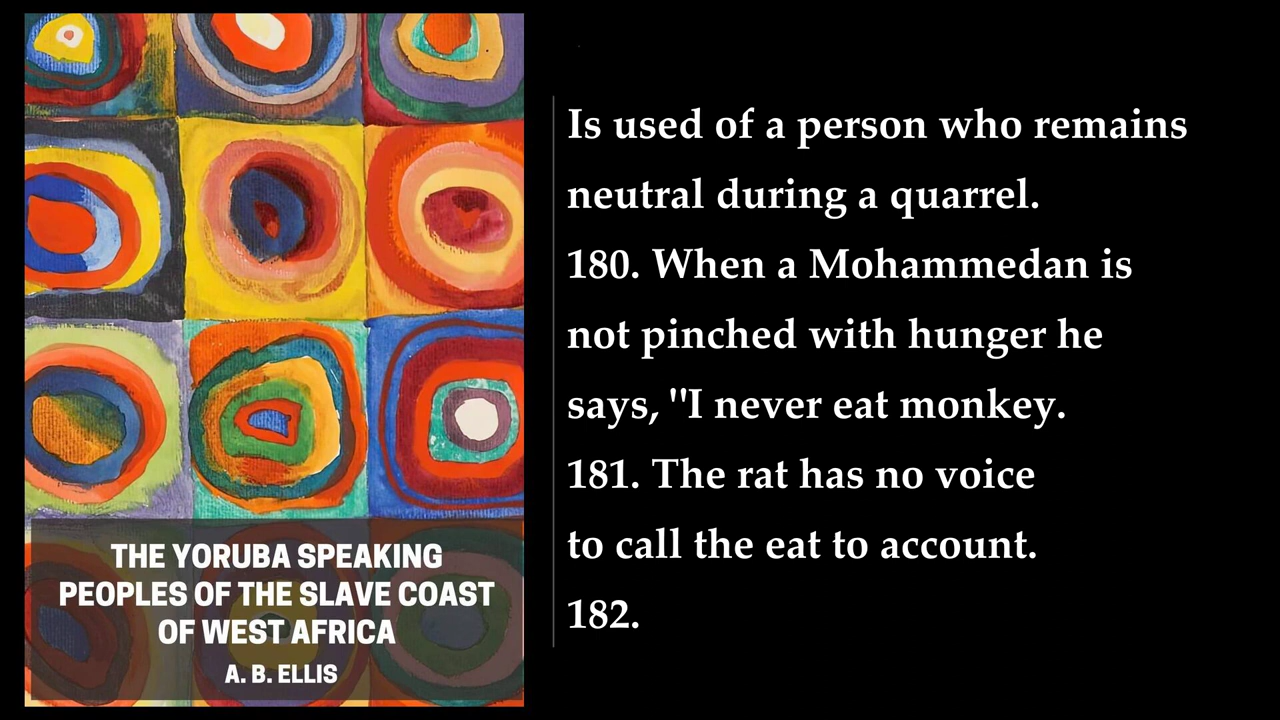 THE YORUBA SPEAKING
PEOPLES OF THE SLAVE COAST
OF WEST AFRICA
A. B. ELLIS
Is used of a person who remains
neutral during a quarrel.
180. When a Mohammedan is
not pinched with hunger he
says, "I never eat monkey.
181. The rat has no voice
to call the eat to account.
182.